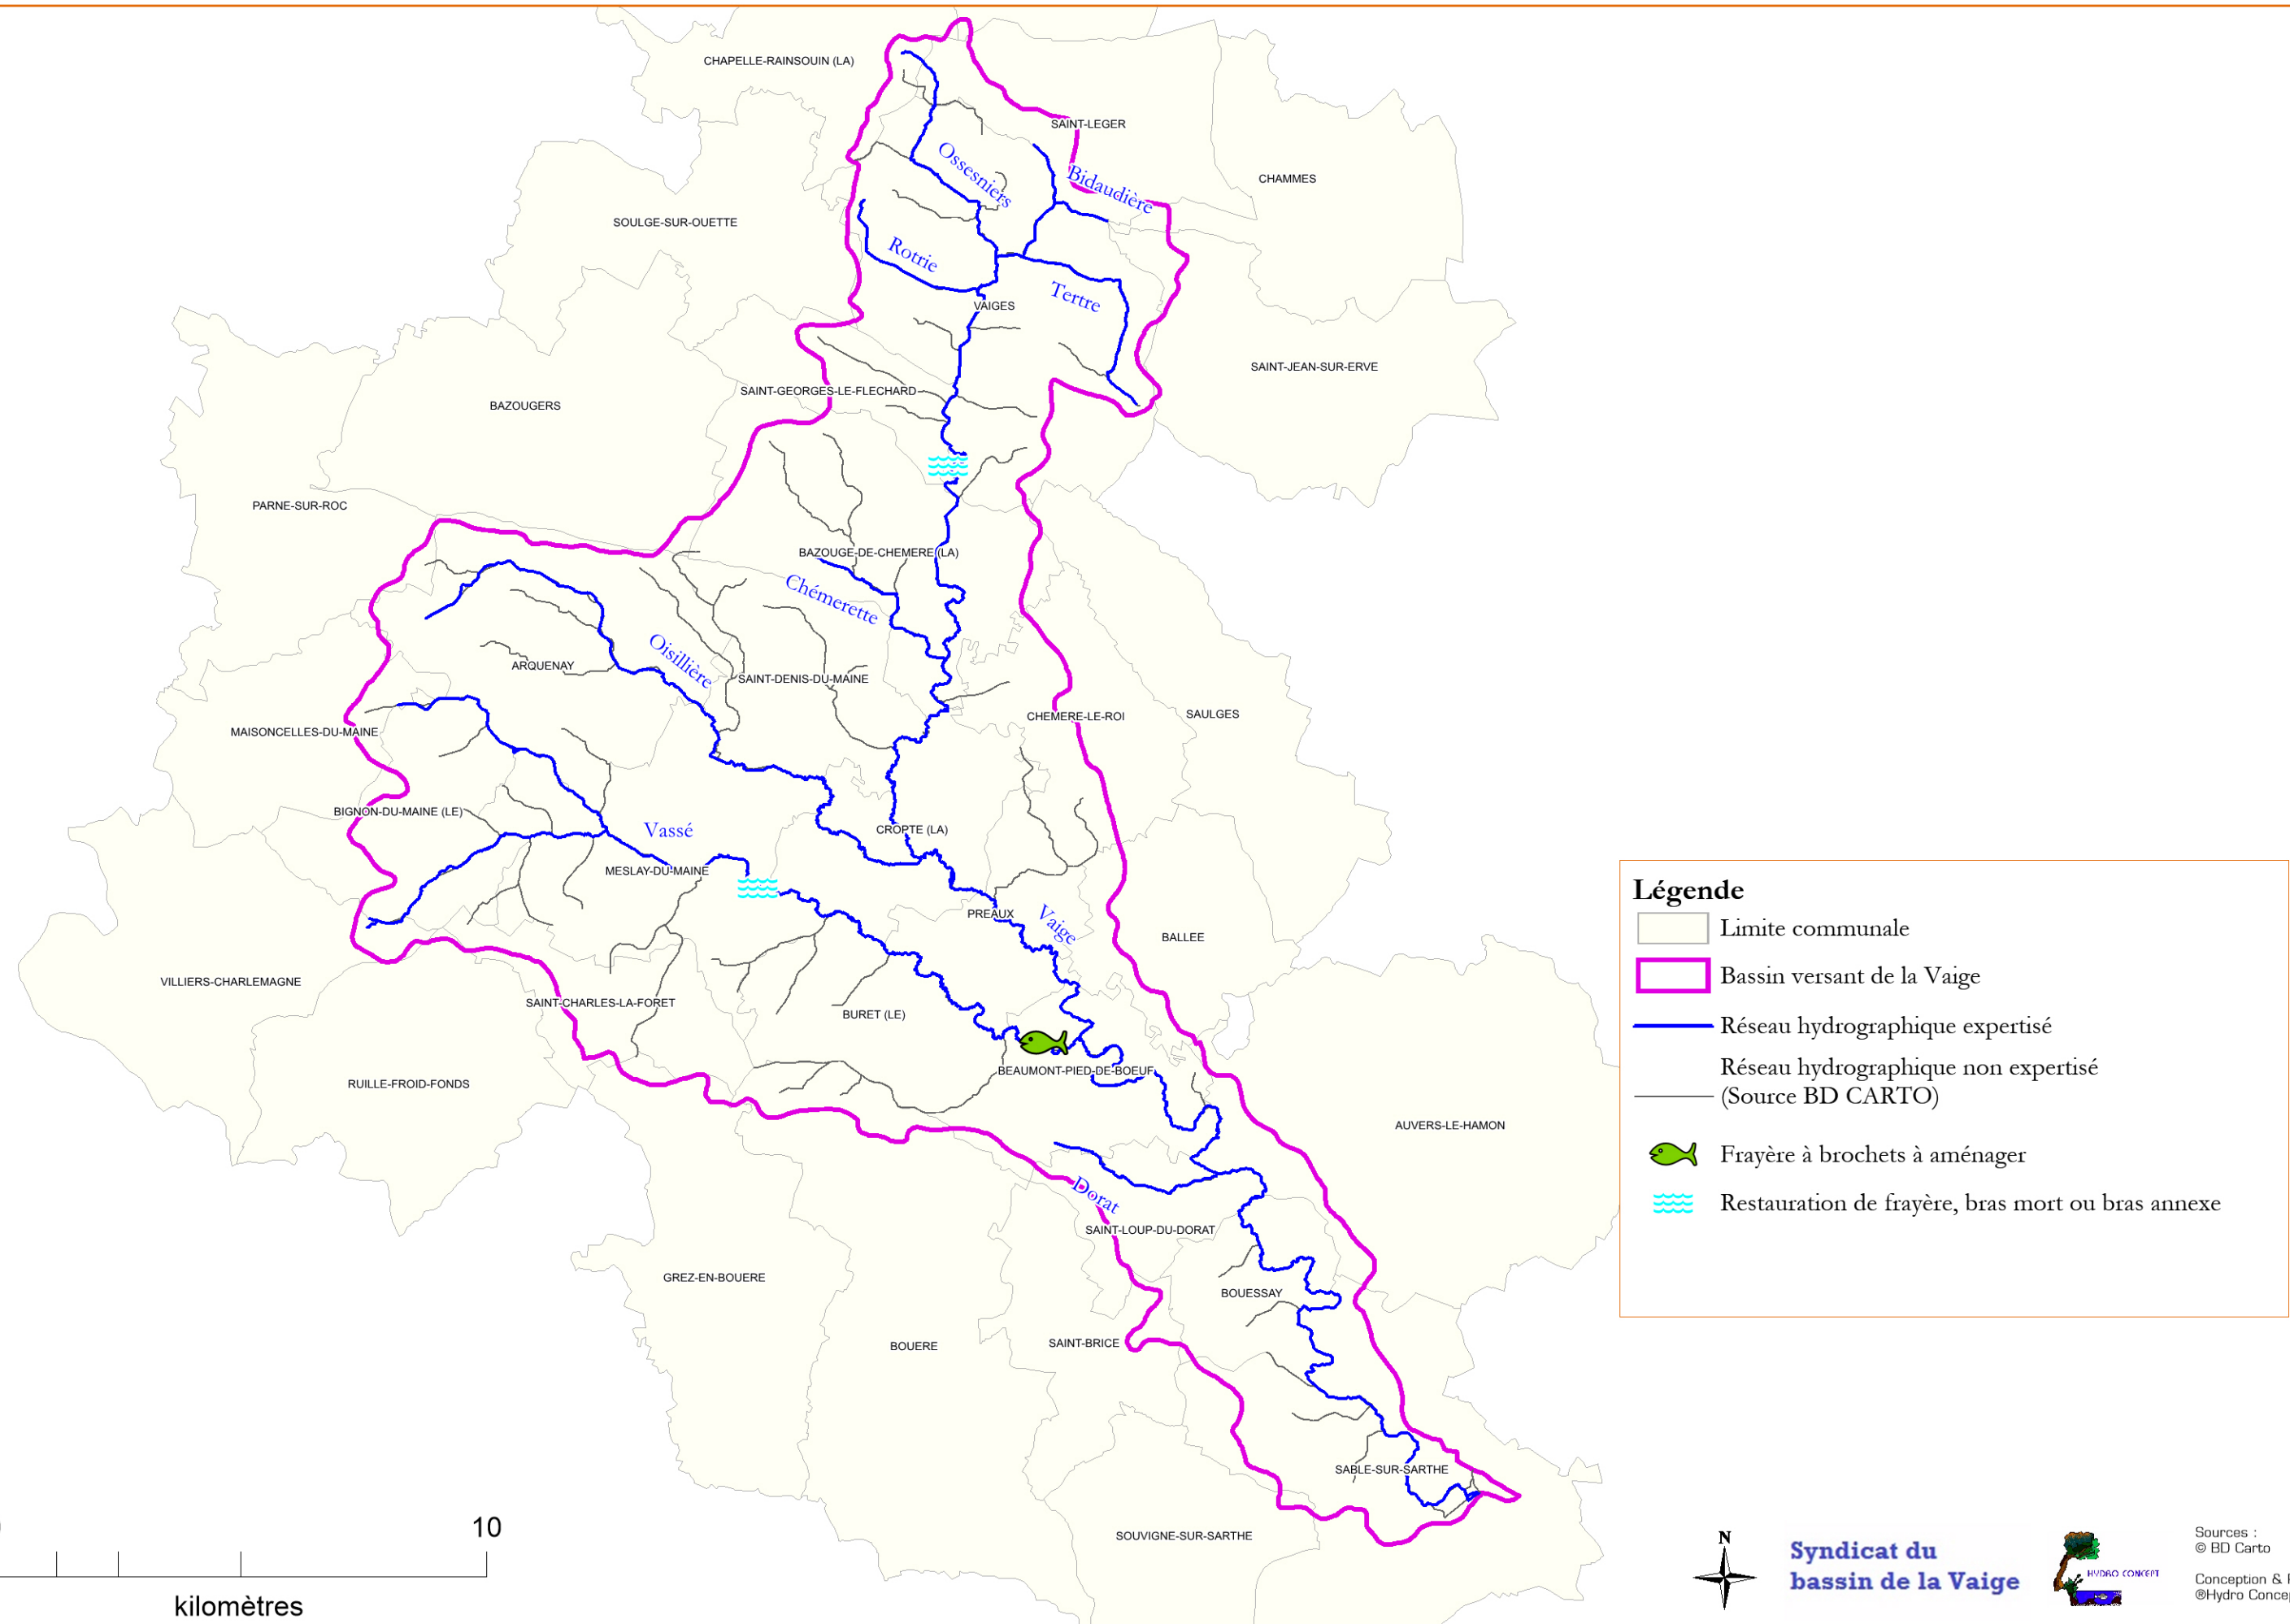 CHAPELLE-RAINSOUIN (LA)
SAINT-LEGER
Ossesniers
Bidaudière
CHAMMES
SOULGE-SUR-OUETTE
Rotrie
Tertre
VAIGES
SAINT-JEAN-SUR-ERVE
SAINT-GEORGES-LE-FLECHARD
BAZOUGERS
PARNE-SUR-ROC
BAZOUGE-DE-CHEMERE (LA)
Chémerette
Oisillière
ARQUENAY
SAINT-DENIS-DU-MAINE
CHEMERE-LE-ROI
SAULGES
MAISONCELLES-DU-MAINE
BIGNON-DU-MAINE (LE)
Vassé
CROPTE (LA)
MESLAY-DU-MAINE
PREAUX
Vaige
BALLEE
VILLIERS-CHARLEMAGNE
SAINT-CHARLES-LA-FORET
BURET (LE)
BEAUMONT-PIED-DE-BOEUF
RUILLE-FROID-FONDS
AUVERS-LE-HAMON
Dorat
SAINT-LOUP-DU-DORAT
GREZ-EN-BOUERE
BOUESSAY
BOUERE
SAINT-BRICE
SABLE-SUR-SARTHE
SOUVIGNE-SUR-SARTHE
Légende
Limite communale
Bassin versant de la Vaige
Réseau hydrographique expertisé
Réseau hydrographique non expertisé
(Source BD CARTO)
Frayère à brochets à aménager
Restauration de frayère, bras mort ou bras annexe
10
kilomètres
N
Syndicat du
bassin de la Vaige
HYDRO CONCEPT
Sources :
© BD Carto
Conception &
®Hydro